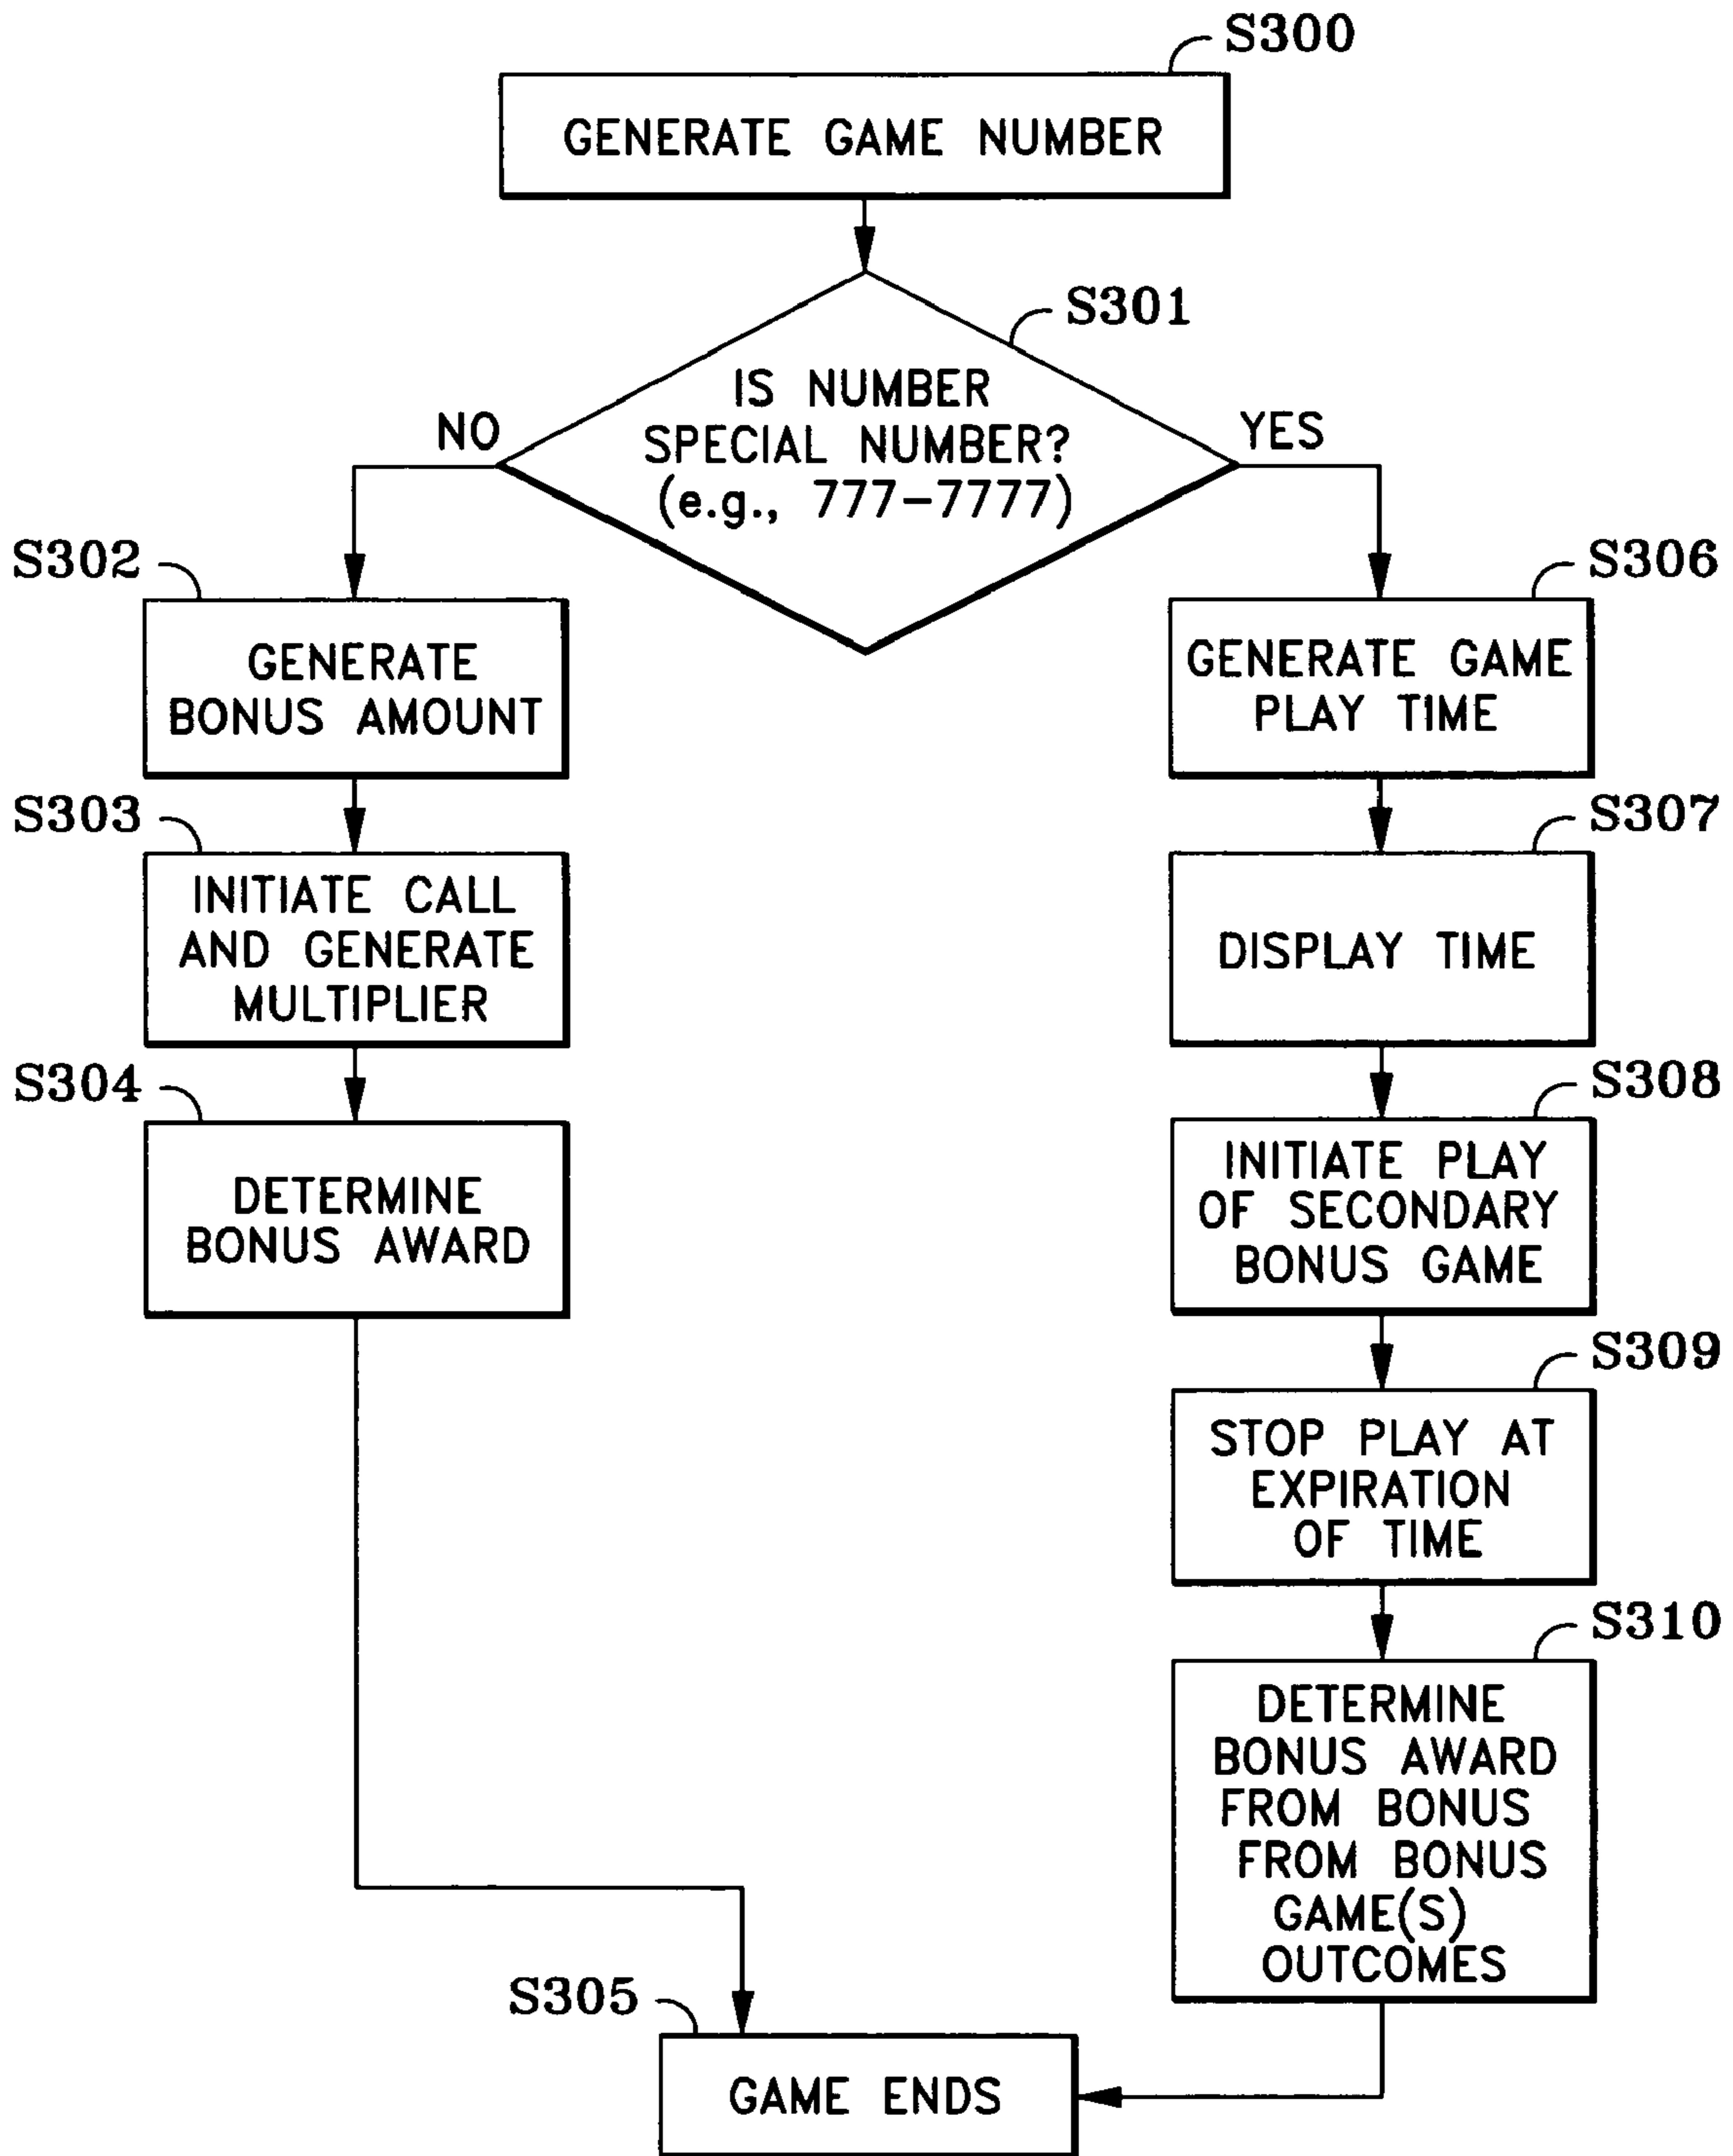 S300
GENERATE GAME NUMBER
S301
IS NUMBER
SPECIAL NUMBER?
(e.g., 777-7777)
NO
YES
S302
GENERATE
BONUS AMOUNT
S303
INITIATE CALL
AND GENERATE
MULTIPLIER
S304
DETERMINE
BONUS AWARD
S306
GENERATE GAME
PLAY TIME
S307
DISPLAY TIME
S308
INITIATE PLAY
OF SECONDARY
BONUS GAME
S309
STOP PLAY AT
EXPIRATION
OF TIME
S310
DETERMINE
BONUS AWARD
FROM BONUS
FROM BONUS
GAME(S)
OUTCOMES
S305
GAME ENDS